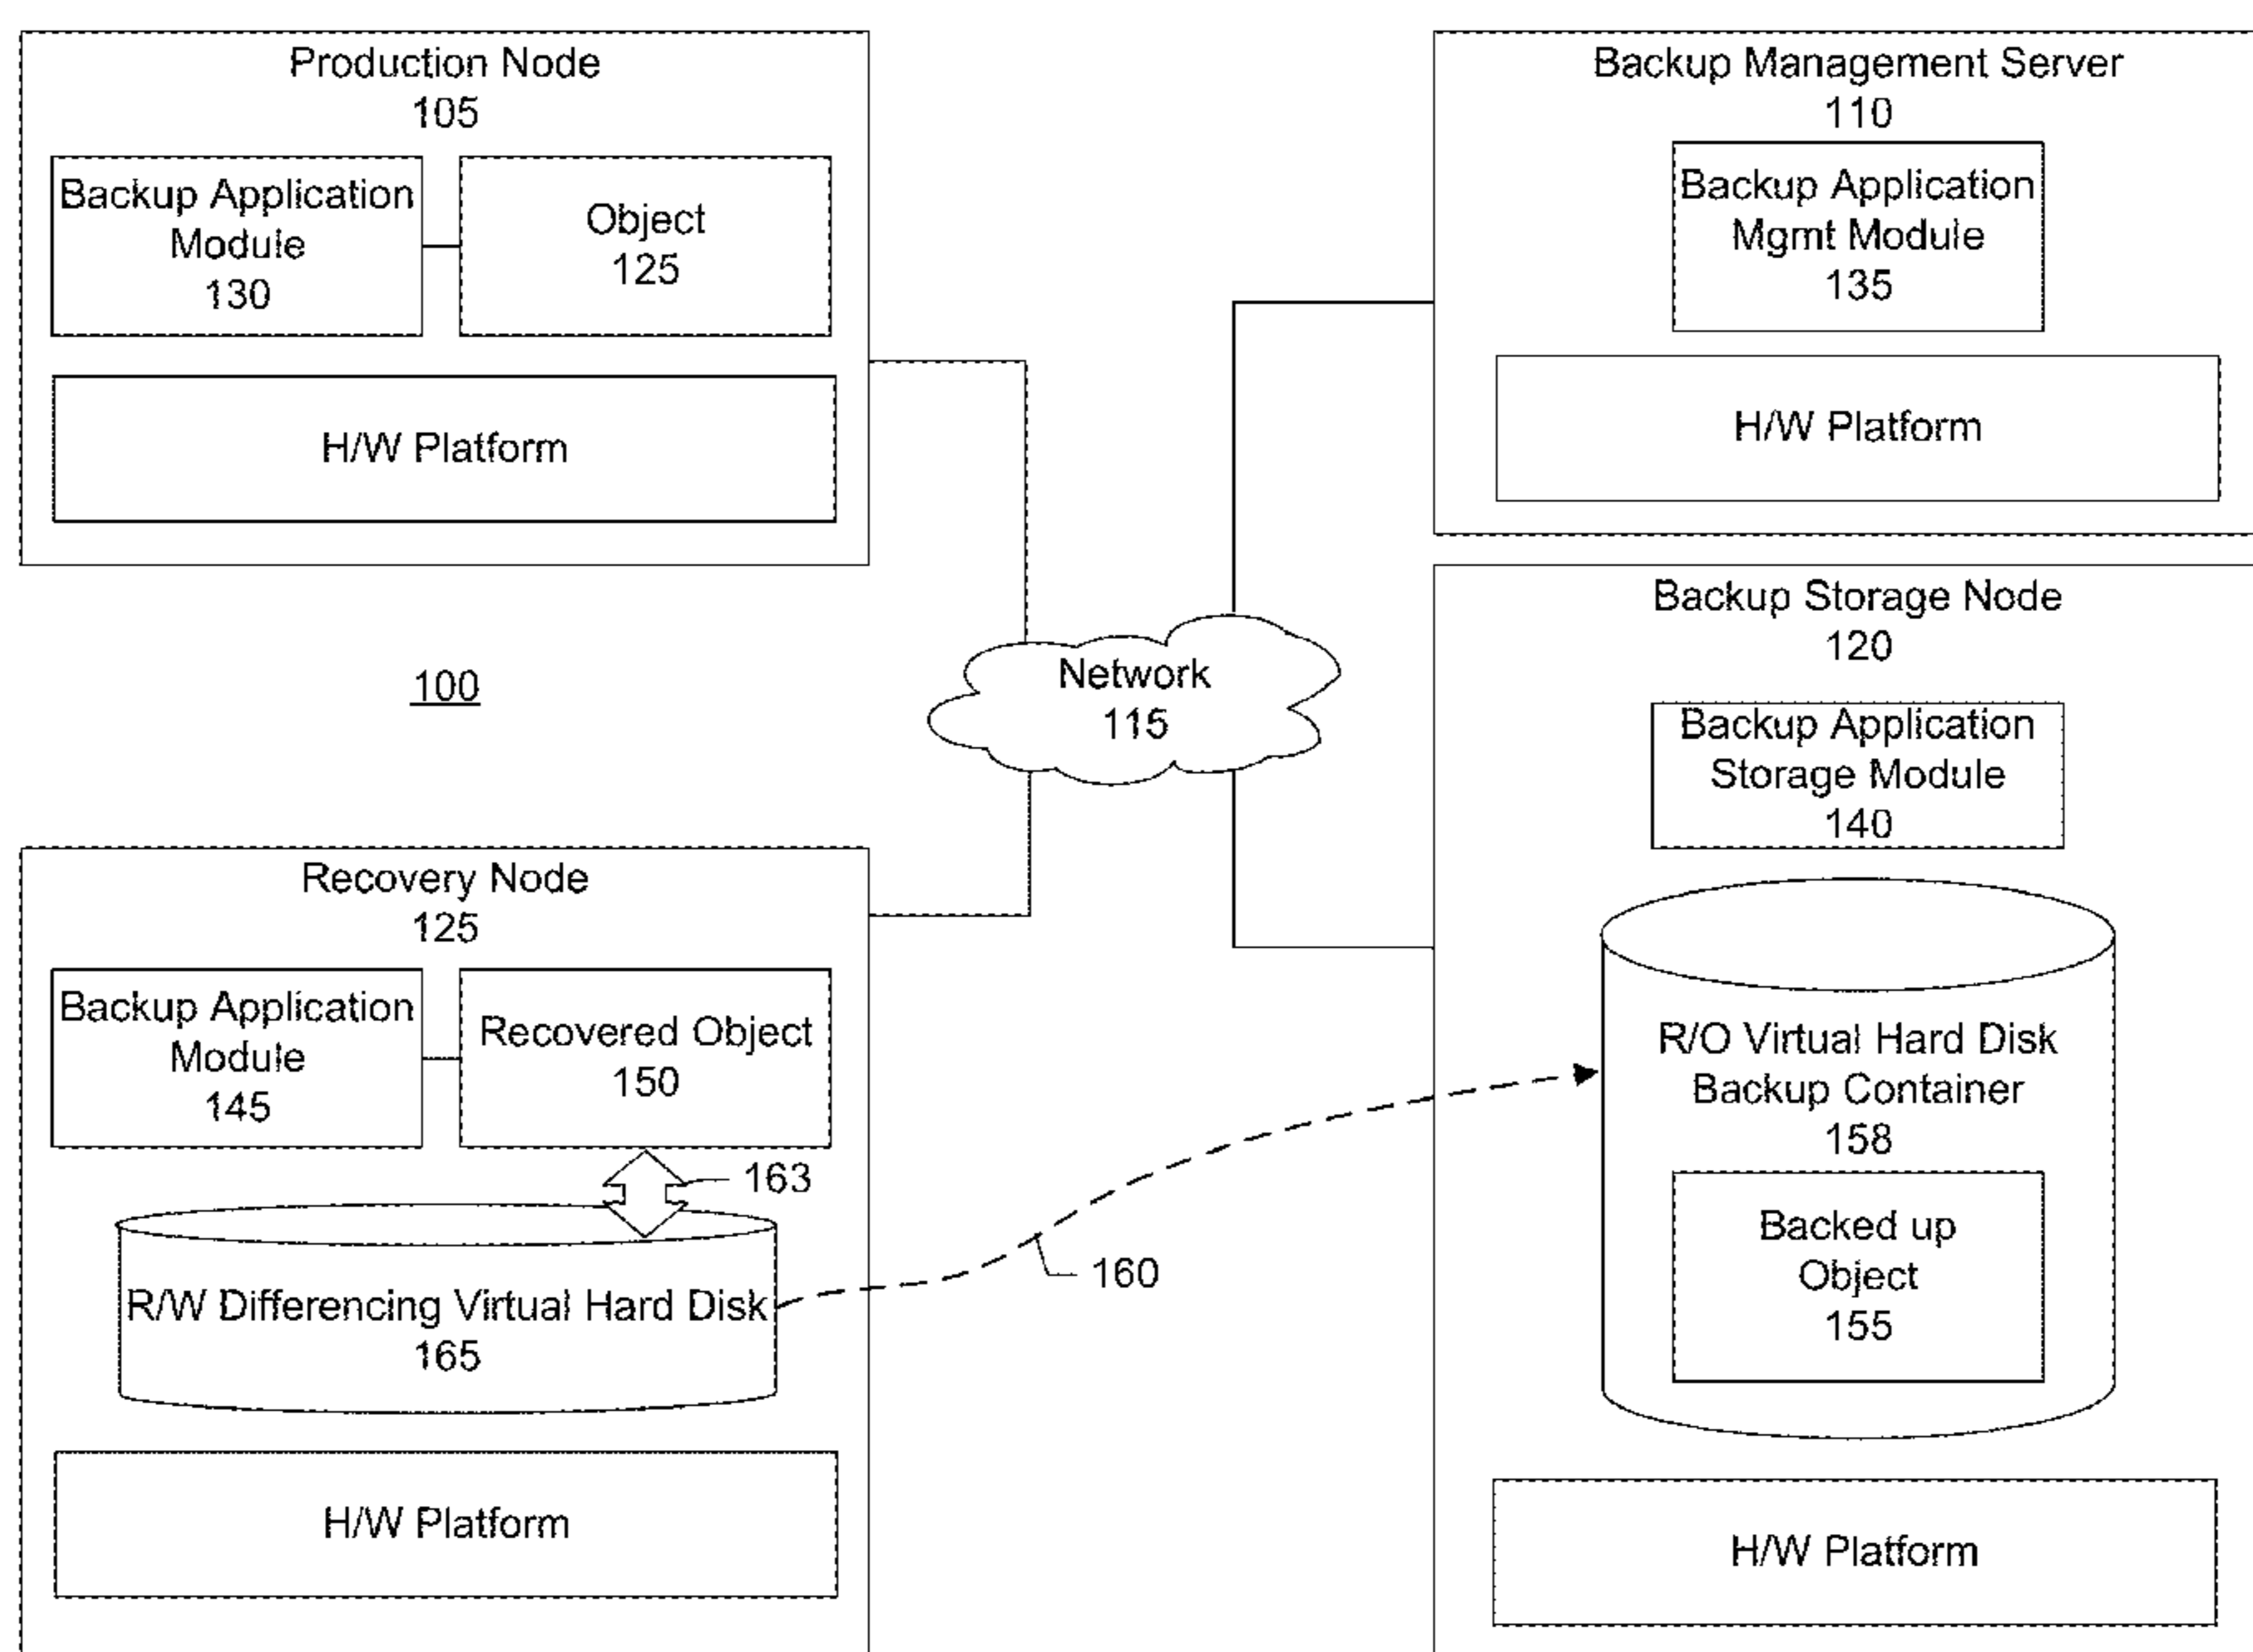 Production Node
105
Backup Application
Module
130
Object
125
H/W Platform
Backup Management Server
110
Backup Application
Mgmt Module
135
H/W Platform
100
Network
115
Backup Storage Node
120
Backup Application
Storage Module
140
R/O Virtual Hard Disk
Backup Container
158
Backed up
Object
155
H/W Platform
Recovery Node
125
Backup Application
Module
145
Recovered Object
150
163
160
R/W Differencing Virtual Hard Disk
165
H/W Platform